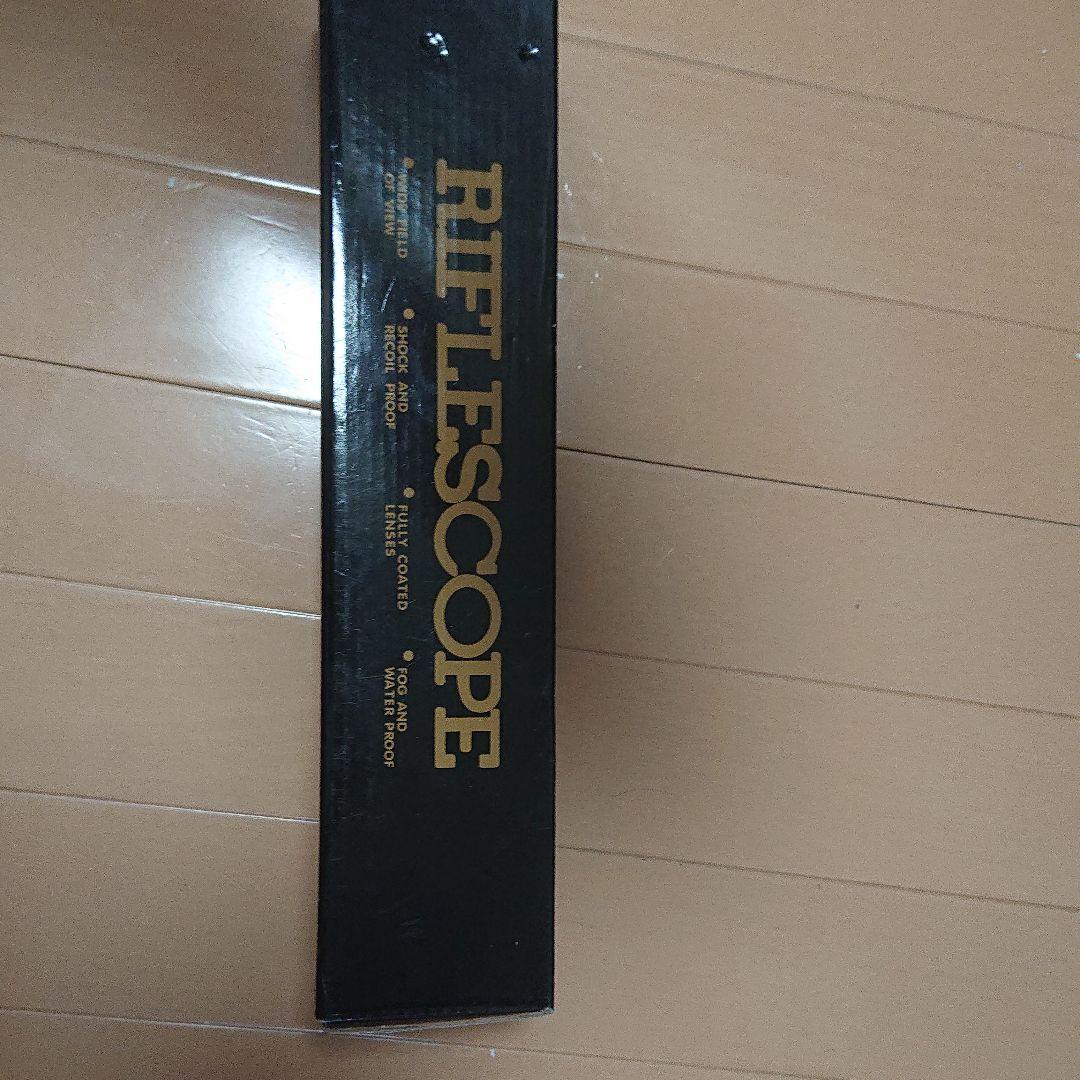 RIFLESCOPE
● WIDE FIELD
OF VIEW
● SHOCK AND
RECOIL PROOF
● FULLY COATED
LENSES
● FOG AND
WATER PROOF